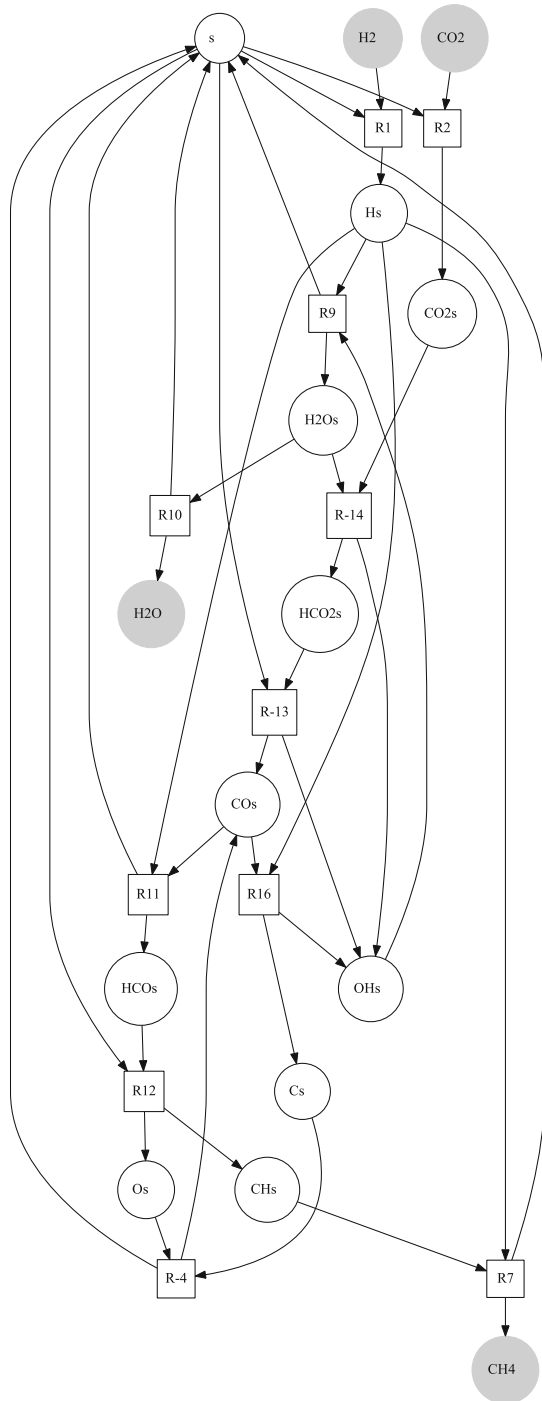 s
H2
CO2
R1
R2
Hs
R9
CO2s
H2Os
R10
R-14
H2O
HCO2s
R-13
COs
R11
R16
HCOs
OHs
R12
Cs
Os
CHs
R-4
R7
CH4